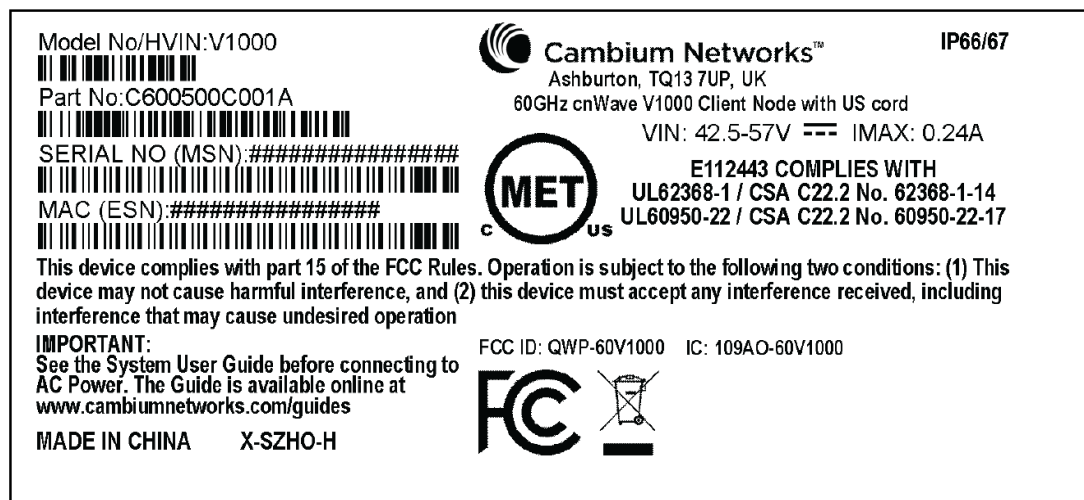 Model No/HVIN:V1000
Part No:C600500C001A
SERIAL NO (MSN):################
MAC (ESN):################
Cambium Networks™
IP66/67
Ashburton, TQ13 7UP, UK
60GHz cnWave V1000 Client Node with US cord
VIN: 42.5-57V IMAX: 0.24A
MET
C US
E112443 COMPLIES WITH
UL62368-1 / CSA C22.2 No. 62368-1-14
UL60950-22 / CSA C22.2 No. 60950-22-17
This device complies with part 15 of the FCC Rules. Operation is subject to the following two conditions: (1) This
device may not cause harmful interference, and (2) this device must accept any interference received, including
interference that may cause undesired operation
IMPORTANT:
See the System User Guide before connecting to
AC Power. The Guide is available online at
www.cambiumnetworks.com/guides
MADE IN CHINA X-SZHO-H
FCC ID: QWP-60V1000 IC: 109AO-60V1000
FC